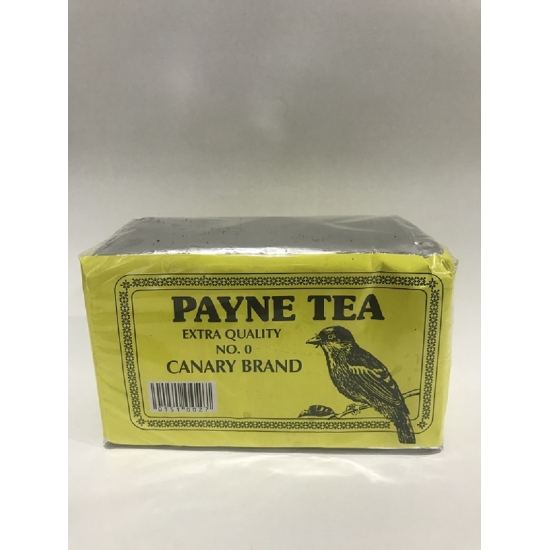 PAYNE TEA
EXTRA QUALITY
NO. 0
CANARY BRAND